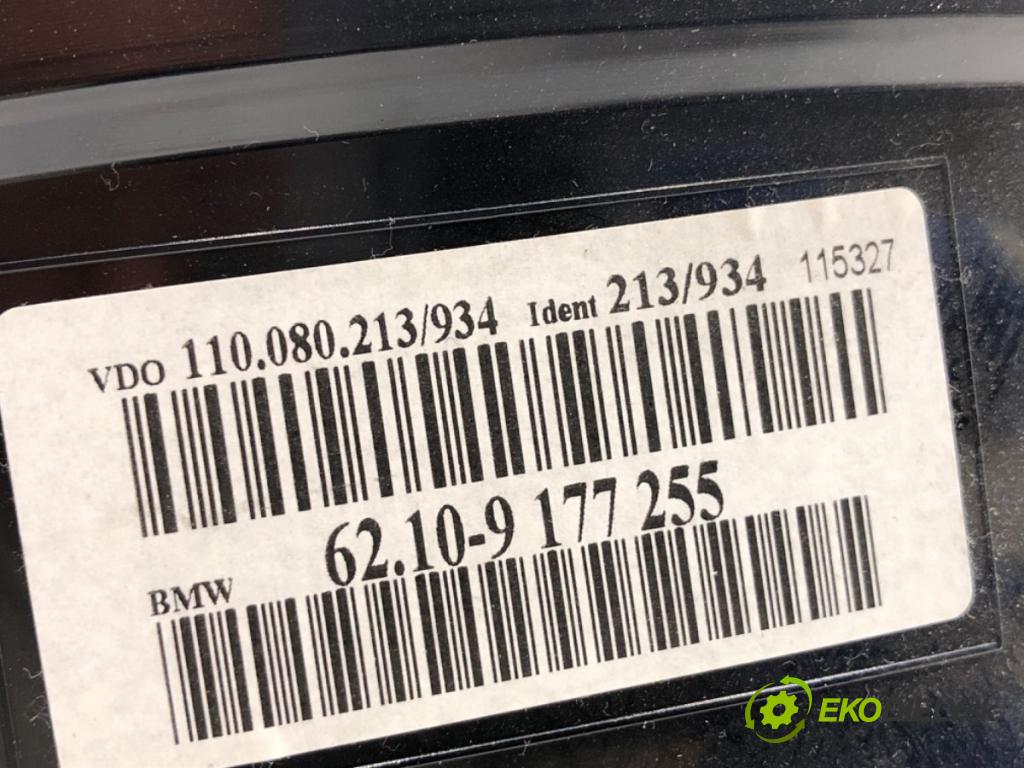 VDO 110.080.213/934 Ident 213/934 115327
BMW 62.10-9 177 255
EKO